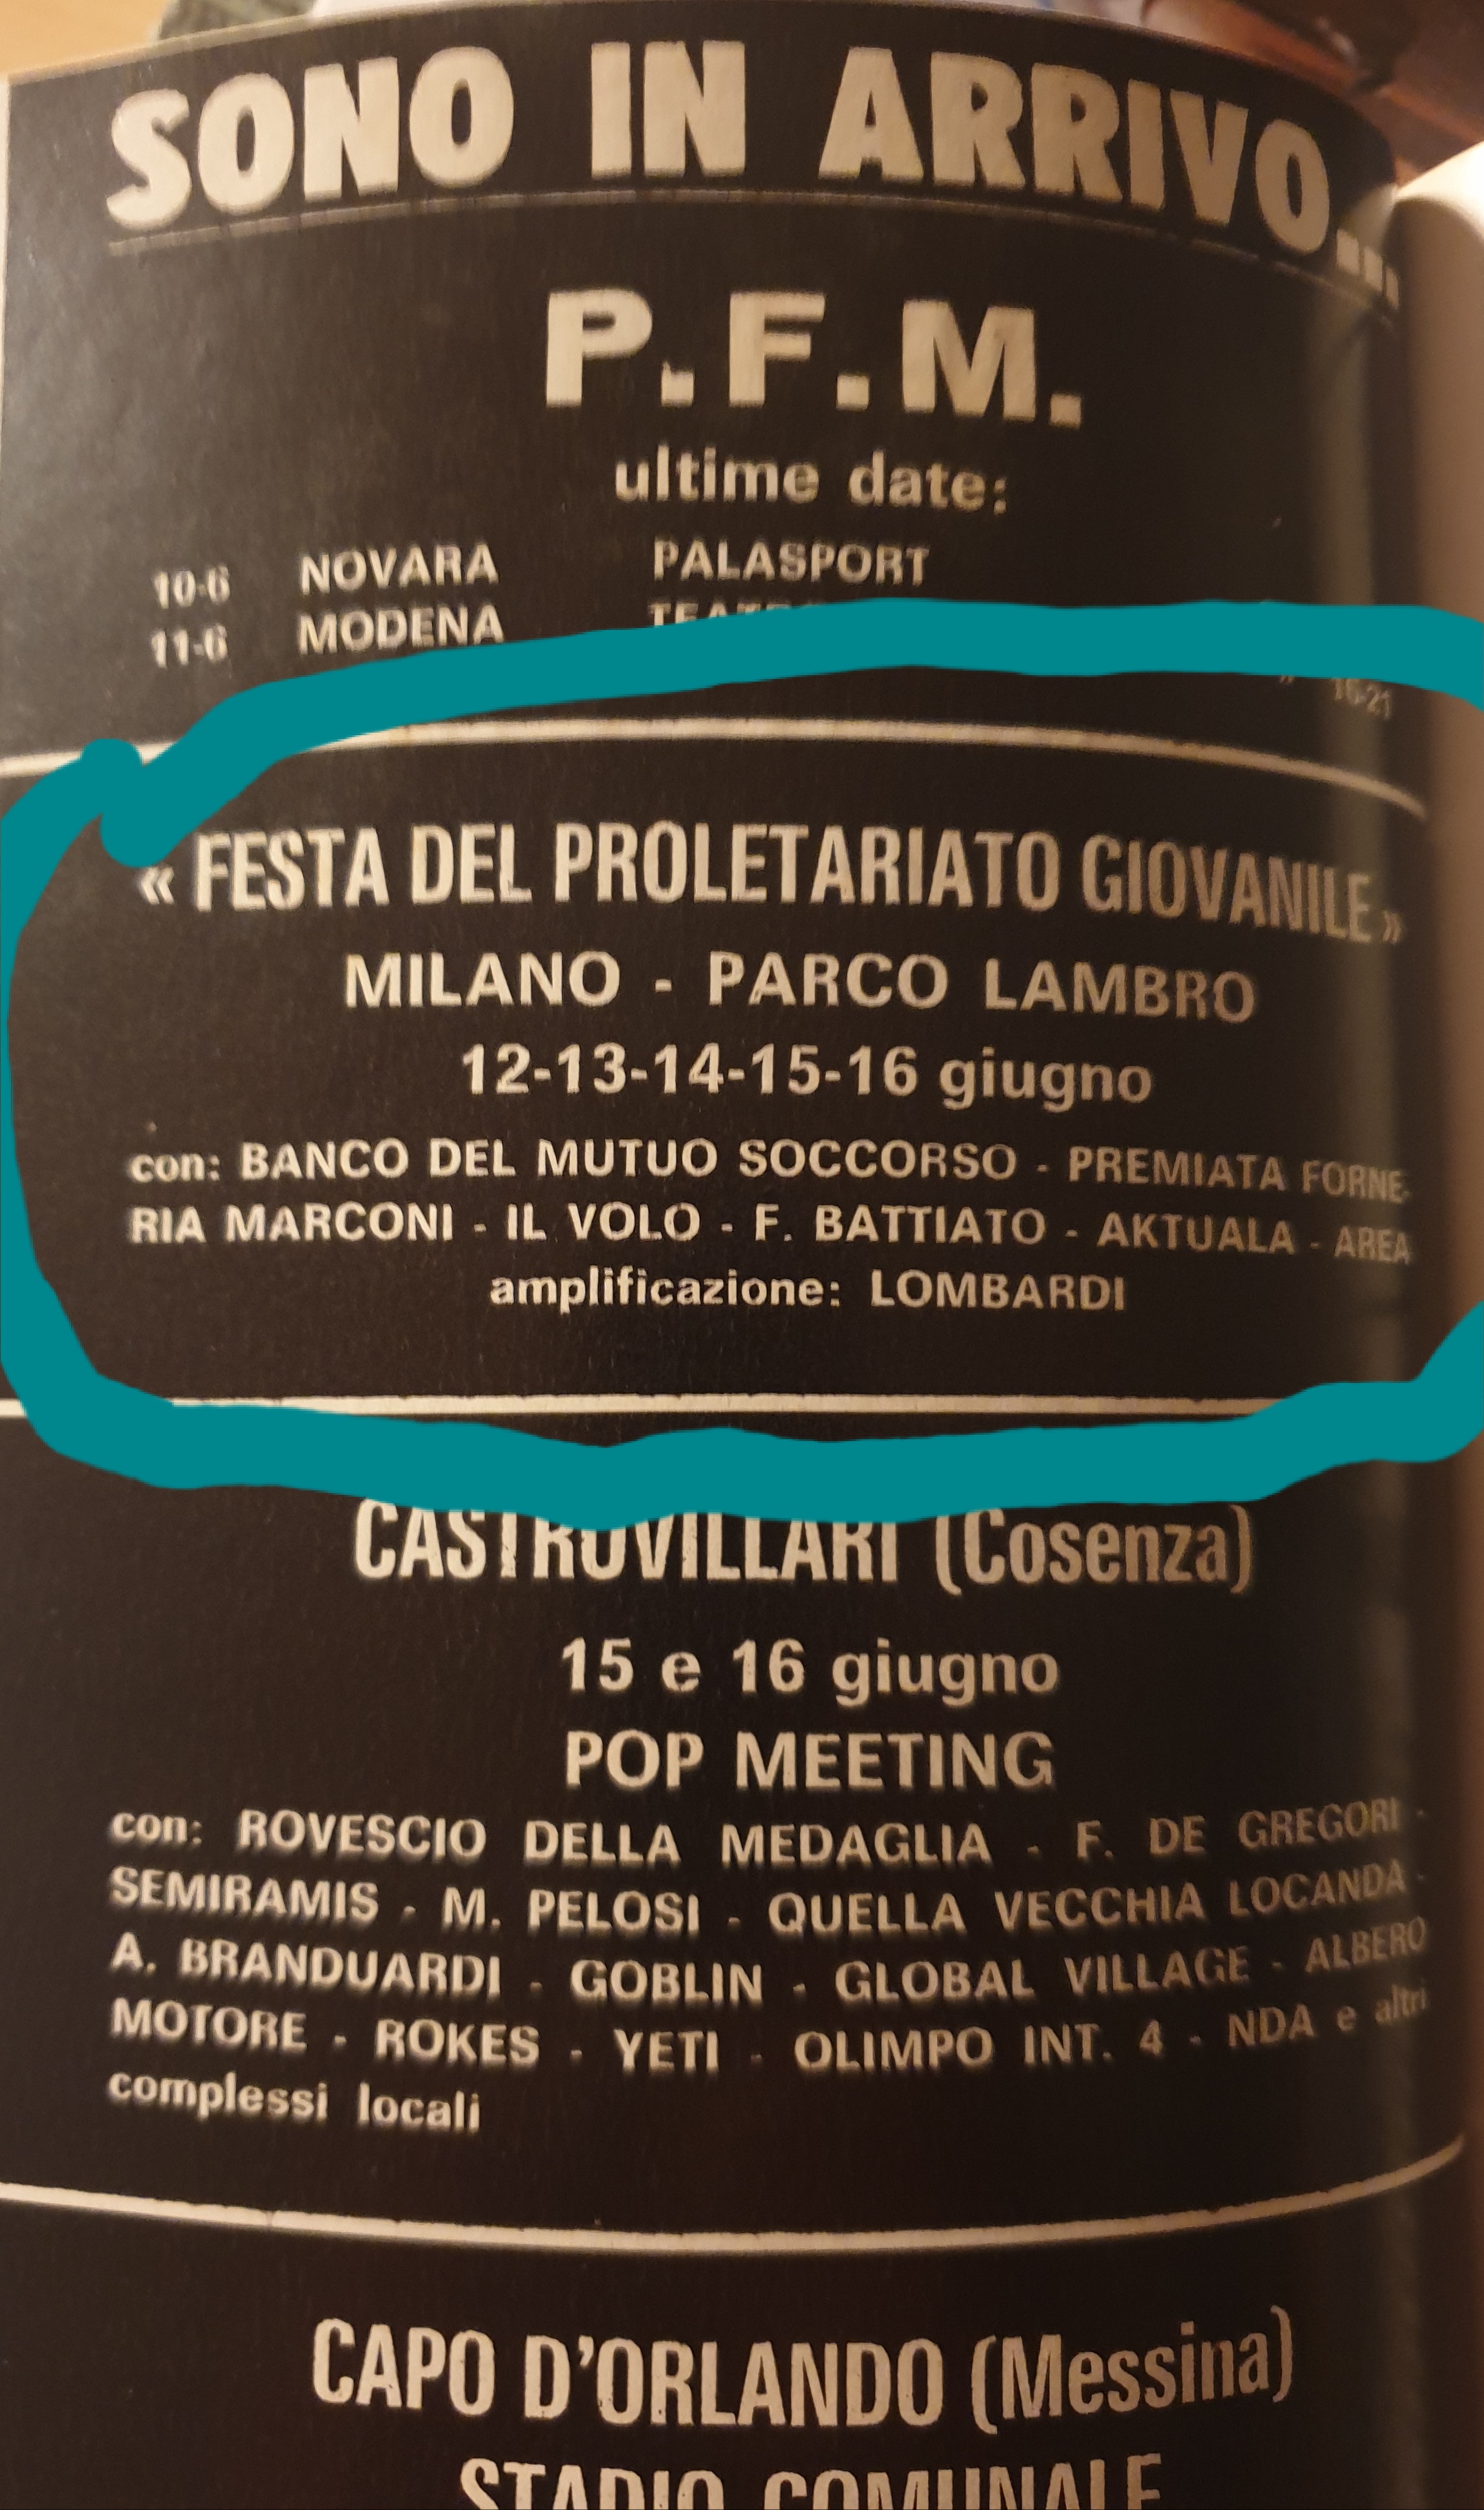 SONO IN ARRIVO...
P.F.M.
ultime date:
10-6 NOVARA PALASPORT
11-6 MODENA
» 16-21
« FESTA DEL PROLETARIATO GIOVANILE »
MILANO - PARCO LAMBRO
12-13-14-15-16 giugno
con: BANCO DEL MUTUO SOCCORSO - PREMIATA FORNE-
RIA MARCONI - IL VOLO - F. BATTIATO - AKTUALA - AREA
amplificazione: LOMBARDI
CASTROVILLARI (Cosenza)
15 e 16 giugno
POP MEETING
con: ROVESCIO DELLA MEDAGLIA - F. DE GREGORI -
SEMIRAMIS - M. PELOSI - QUELLA VECCHIA LOCANDA -
A. BRANDUARDI - GOBLIN - GLOBAL VILLAGE - ALBERO
MOTORE - ROKES - YETI - OLIMPO INT. 4 - NDA e altri
complessi locali
CAPO D'ORLANDO (Messina)
STADIO COMUNALE